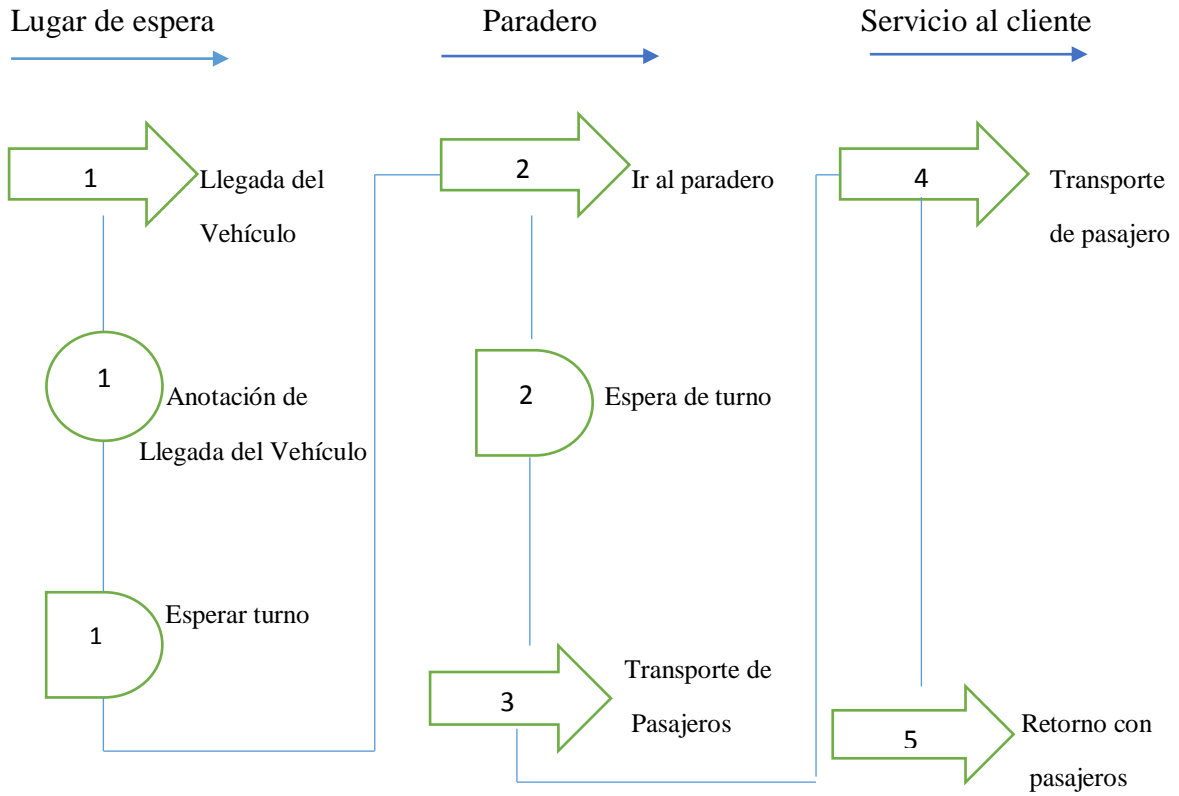 Lugar de espera
Paradero
Servicio al cliente
1
Llegada del
Vehículo
1
Anotación de
Llegada del Vehículo
1
Esperar turno
2
Ir al paradero
2
Espera de turno
3
Transporte de
Pasajeros
4
Transporte
de pasajero
5
Retorno con
pasajeros